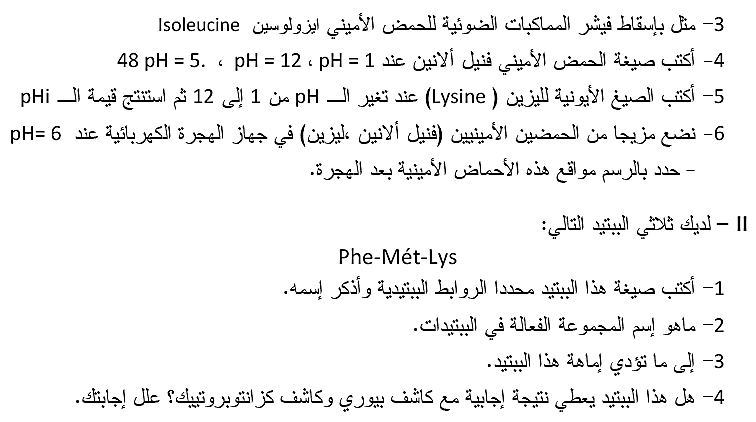 3- مثل بإسقاط فيشر المماكبات الضوئية للحمض الأميني ايزولوسين Isoleucine
4- أكتب صيغة الحمض الأميني فنيل ألانين عند pH = 1 ، pH = 12 ، 48 pH = 5.
5- أكتب الصيغ الأيونية لليزين ( Lysine) عند تغير الـــ pH من 1 إلى 12 ثم استنتج قيمة الـــ pHi
6- نضع مزيجا من الحمضين الأمينيين (فنيل ألانين ،ليزين) في جهاز الهجرة الكهربائية عند pH= 6
- حدد بالرسم مواقع هذه الأحماض الأمينية بعد الهجرة.
II – لديك ثلاثي الببتيد التالي:
Phe-Mét-Lys
1- أكتب صيغة هذا الببتيد محددا الروابط الببتيدية وأذكر إسمه.
2- ماهو إسم المجموعة الفعالة في الببتيدات.
3- إلى ما تؤدي إماهة هذا الببتيد.
4- هل هذا الببتيد يعطي نتيجة إجابية مع كاشف بيوري وكاشف كزانتوبروتييك؟ علل إجابتك.